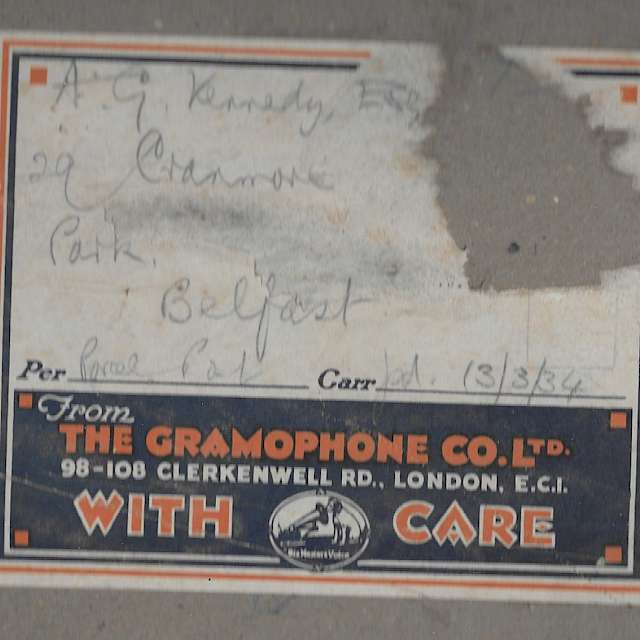 A. G. Kennedy, Esq
29 Cranmore
Park.
Belfast
Per Parcel Post Carr pd. 13/3/34
From
THE GRAMOPHONE CO. LTD.
98-108 CLERKENWELL RD., LONDON, E.C.1.
WITH CARE
His Master's Voice